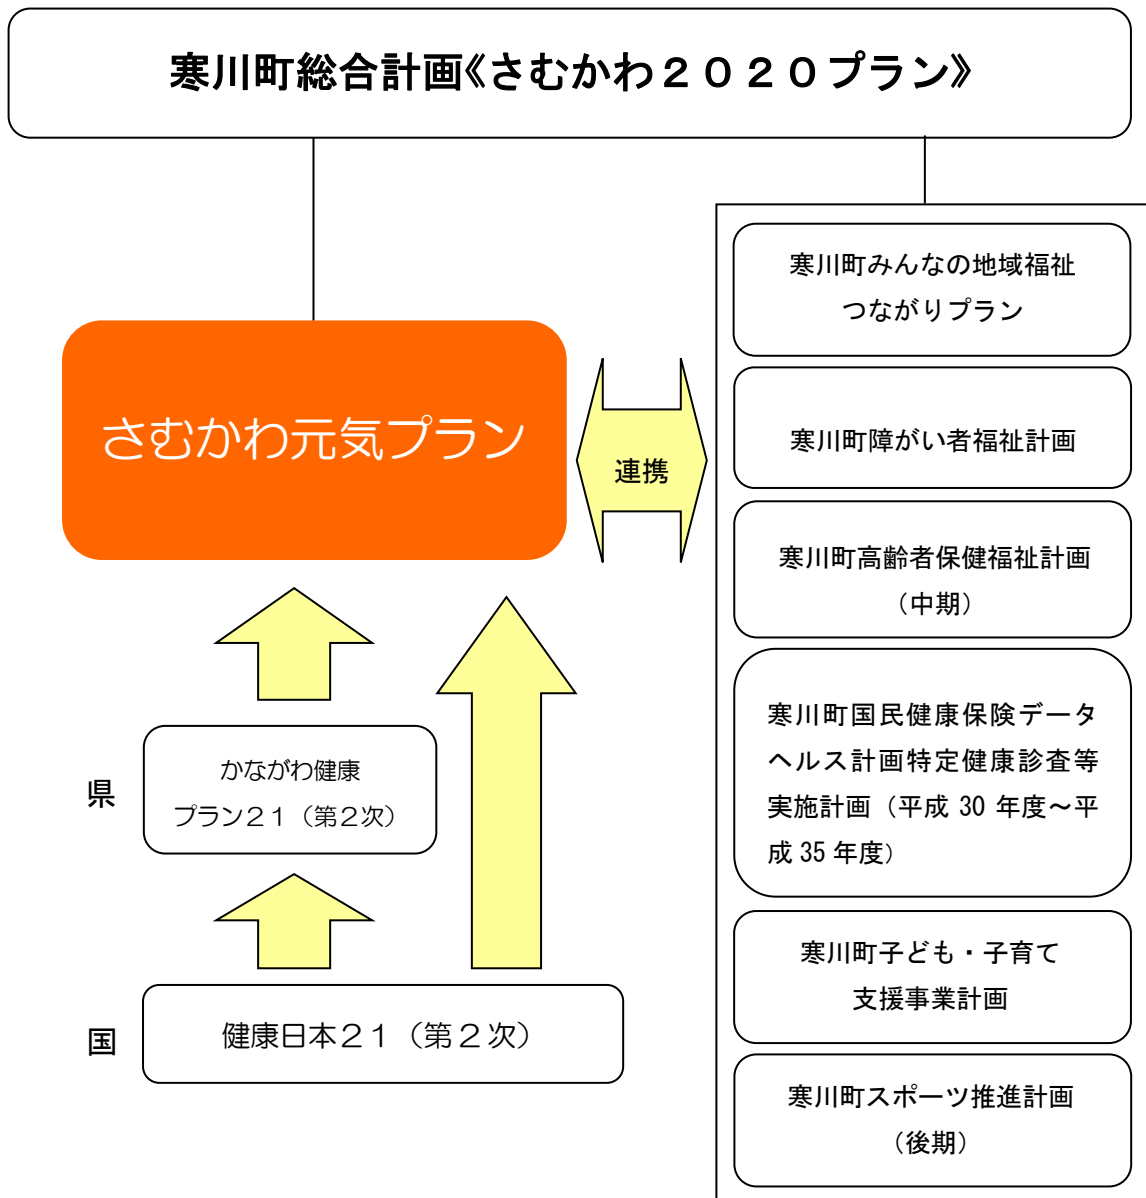 寒川町総合計画《さむかわ２０２０プラン》
さむかわ元気プラン
連携
寒川町みんなの地域福祉
つながりプラン
寒川町障がい者福祉計画
寒川町高齢者保健福祉計画
（中期）
寒川町国民健康保険データ
ヘルス計画特定健康診査等
実施計画（平成 30 年度～平
成 35 年度）
寒川町子ども・子育て
支援事業計画
寒川町スポーツ推進計画
（後期）
県
かながわ健康
プラン２１（第２次）
国
健康日本２１（第２次）